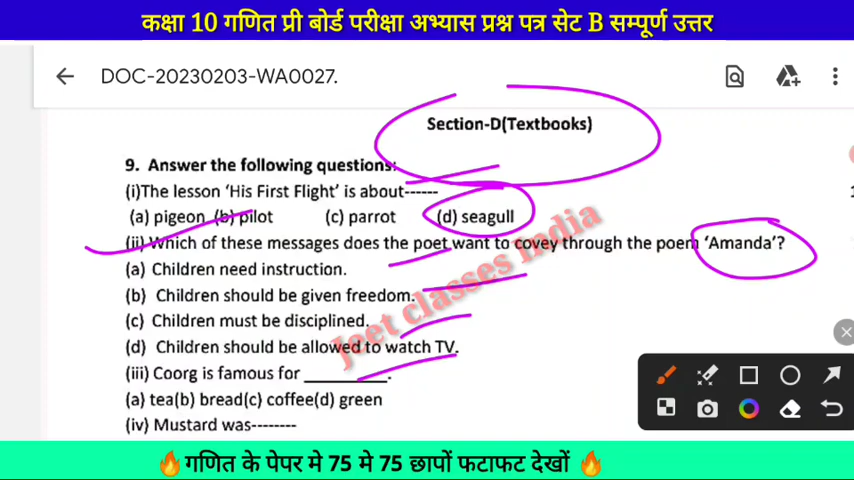 कक्षा 10 गणित प्री बोर्ड परीक्षा अभ्यास प्रश्न पत्र सेट B सम्पूर्ण उत्तर
DOC-20230203-WA0027.
Section-D(Textbooks)
9. Answer the following questions:
(i)The lesson ‘His First Flight’ is about------
(a) pigeon (b) pilot (c) parrot (d) seagull
(ii) Which of these messages does the poet want to covey through the poem ‘Amanda’?
(a) Children need instruction.
(b) Children should be given freedom.
(c) Children must be disciplined.
(d) Children should be allowed to watch TV.
(iii) Coorg is famous for ________.
(a) tea(b) bread(c) coffee(d) green
(iv) Mustard was--------
Jeet classes India
🔥गणित के पेपर मे 75 मे 75 छापों फटाफट देखों 🔥